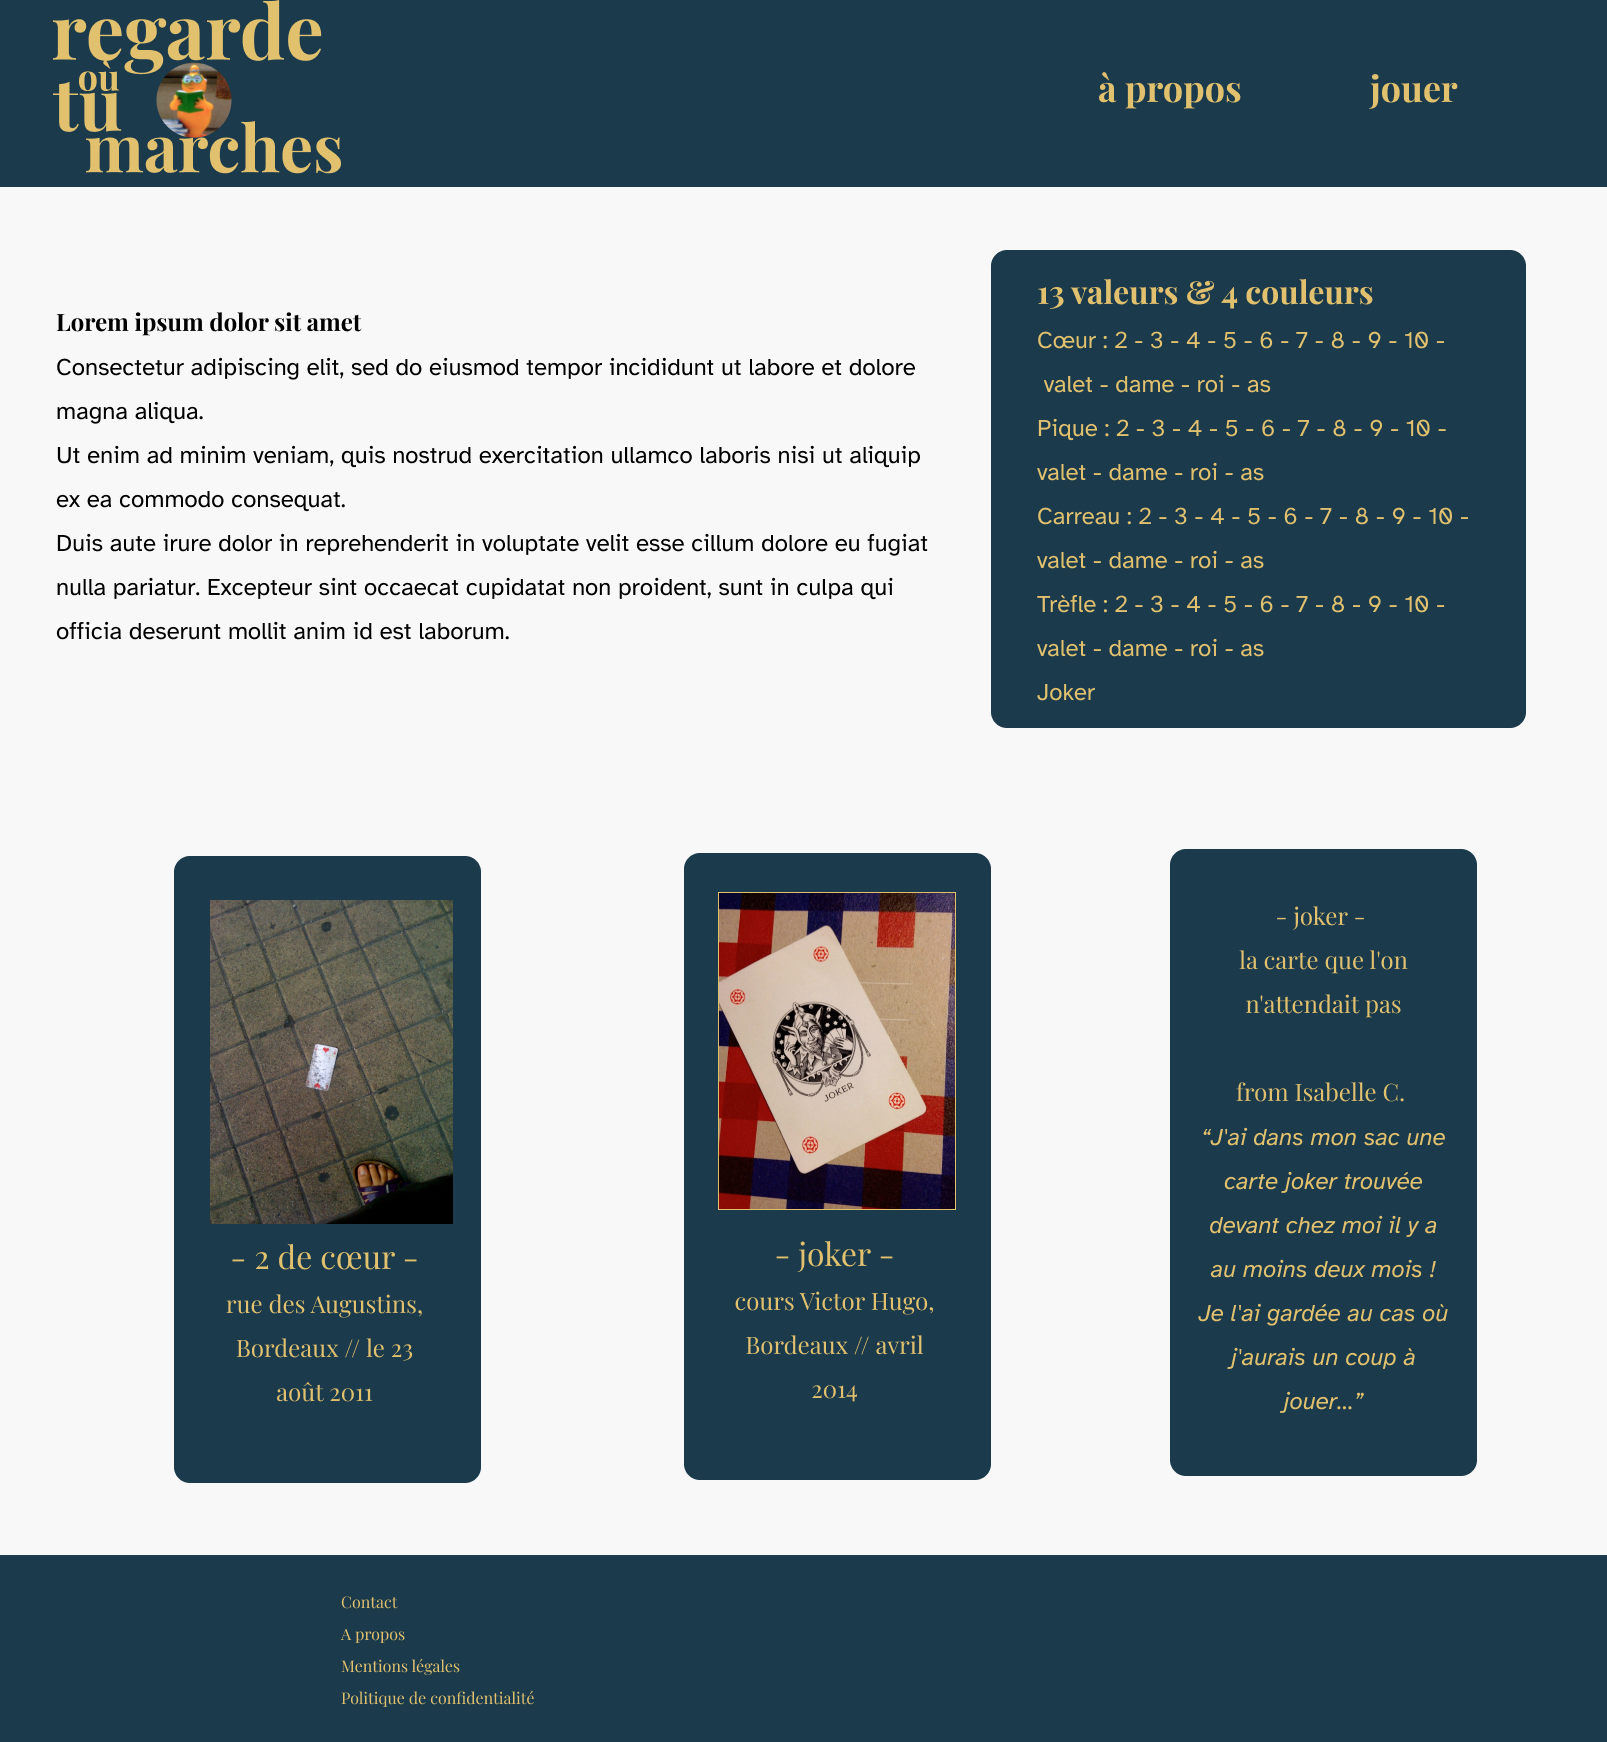 regarde
où
tu
marches
à propos
jouer
Lorem ipsum dolor sit amet
Consectetur adipiscing elit, sed do eiusmod tempor incididunt ut labore et dolore
magna aliqua.
Ut enim ad minim veniam, quis nostrud exercitation ullamco laboris nisi ut aliquip
ex ea commodo consequat.
Duis aute irure dolor in reprehenderit in voluptate velit esse cillum dolore eu fugiat
nulla pariatur. Excepteur sint occaecat cupidatat non proident, sunt in culpa qui
officia deserunt mollit anim id est laborum.
13 valeurs & 4 couleurs
Cœur : 2 - 3 - 4 - 5 - 6 - 7 - 8 - 9 - 10 -
valet - dame - roi - as
Pique : 2 - 3 - 4 - 5 - 6 - 7 - 8 - 9 - 10 -
valet - dame - roi - as
Carreau : 2 - 3 - 4 - 5 - 6 - 7 - 8 - 9 - 10 -
valet - dame - roi - as
Trèfle : 2 - 3 - 4 - 5 - 6 - 7 - 8 - 9 - 10 -
valet - dame - roi - as
Joker
- 2 de cœur -
rue des Augustins,
Bordeaux // le 23
août 2011
JOKER
- joker -
cours Victor Hugo,
Bordeaux // avril
2014
- joker -
la carte que l'on
n'attendait pas
from Isabelle C.
“J'ai dans mon sac une
carte joker trouvée
devant chez moi il y a
au moins deux mois !
Je l'ai gardée au cas où
j'aurais un coup à
jouer...”
Contact
A propos
Mentions légales
Politique de confidentialité